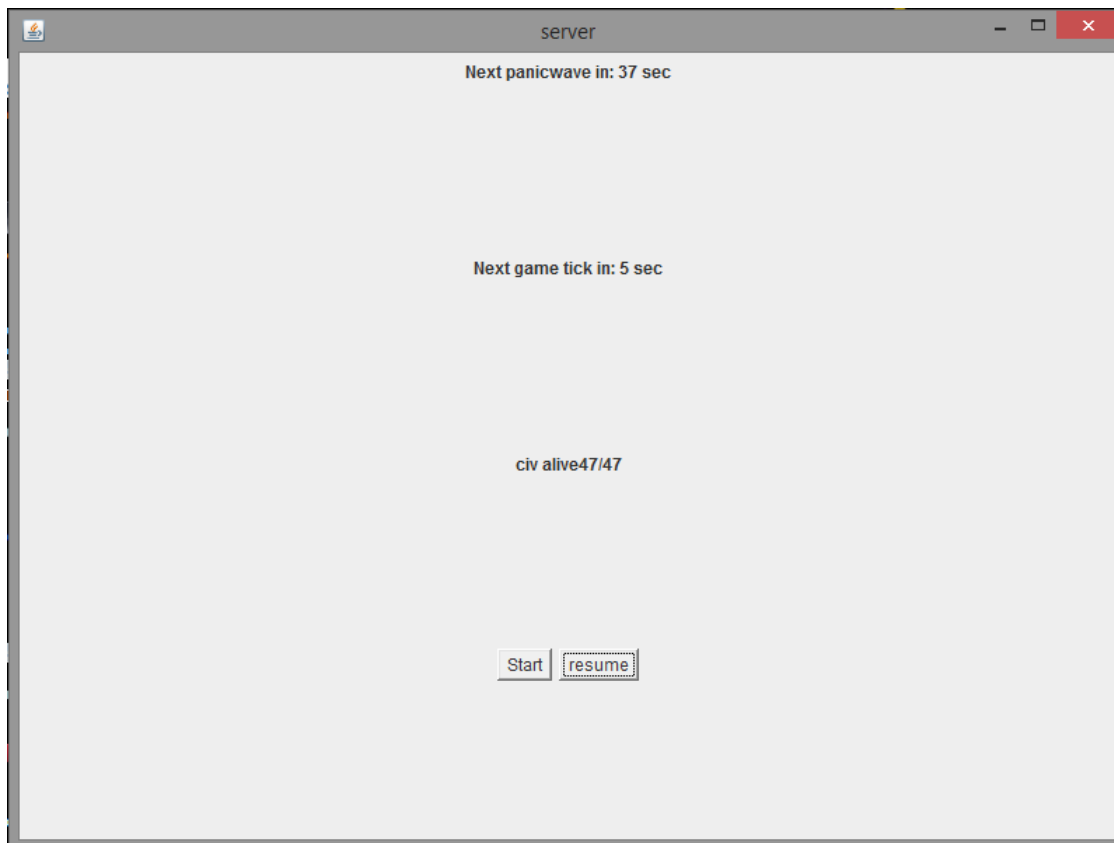 server
Next panicwave in: 37 sec
Next game tick in: 5 sec
civ alive47/47
Start resume